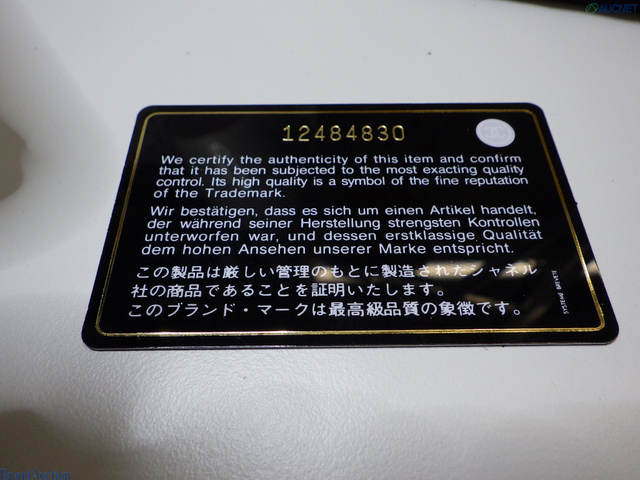 AUCNET
12484830
We certify the authenticity of this item and confirm
that it has been subjected to the most exacting quality
control. Its high quality is a symbol of the fine reputation
of the Trademark.
Wir bestätigen, dass es sich um einen Artikel handelt,
der während seiner Herstellung strengsten Kontrollen
unterworfen war, und dessen erstklassige Qualität
dem hohen Ansehen unserer Marke entspricht.
この製品は厳しい管理のもとに製造されたシャネル
社の商品であることを証明いたします。
このブランド・マークは最高級品質の象徴です。
SYSTEME BREVETE